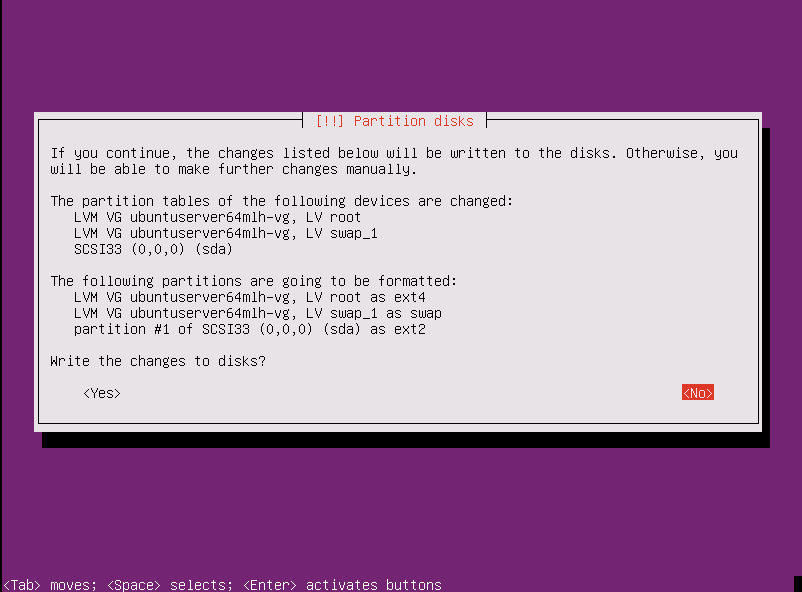 [!!] Partition disks
If you continue, the changes listed below will be written to the disks. Otherwise, you
will be able to make further changes manually.
The partition tables of the following devices are changed:
LVM VG ubuntuserver64mlh-vg, LV root
LVM VG ubuntuserver64mlh-vg, LV swap_1
SCSI33 (0,0,0) (sda)
The following partitions are going to be formatted:
LVM VG ubuntuserver64mlh-vg, LV root as ext4
LVM VG ubuntuserver64mlh-vg, LV swap_1 as swap
partition #1 of SCSI33 (0,0,0) (sda) as ext2
Write the changes to disks?
<Yes> <No>
<Tab> moves; <Space> selects; <Enter> activates buttons